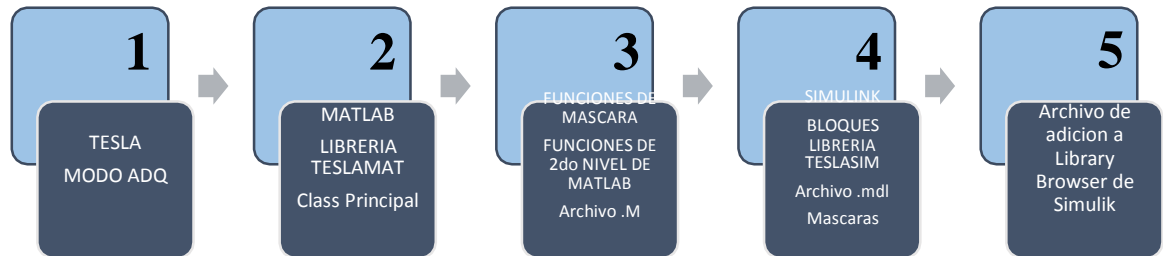 1
TESLA
MODO ADQ
2
MATLAB
LIBRERIA
TESLAMAT
Class Principal
3
FUNCIONES DE
MASCARA
FUNCIONES DE
2do NIVEL DE
MATLAB
Archivo .M
4
SIMULINK
BLOQUES
LIBRERIA
TESLASIM
Archivo .mdl
Mascaras
5
Archivo de
adicion a
Library
Browser de
Simulik